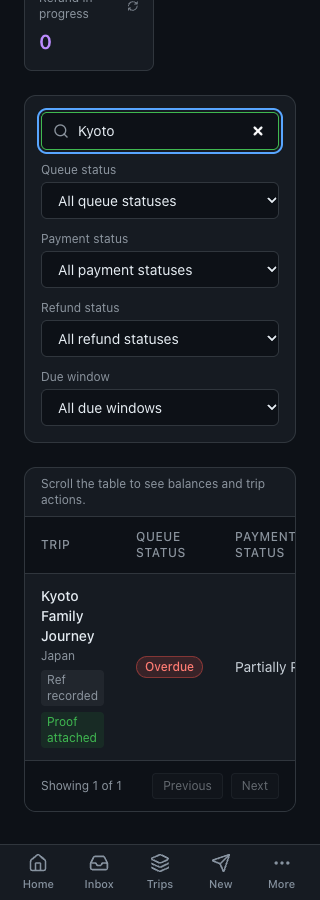 progress
0
Kyoto
Queue status
All queue statuses
Payment status
All payment statuses
Refund status
All refund statuses
Due window
All due windows
Scroll the table to see balances and trip
actions.
TRIP
QUEUE
STATUS
PAYMENT
STATUS
Kyoto
Family
Journey
Japan
Ref
recorded
Proof
attached
Overdue
Partially
Showing 1 of 1
Previous
Next
Home
Inbox
Trips
New
More